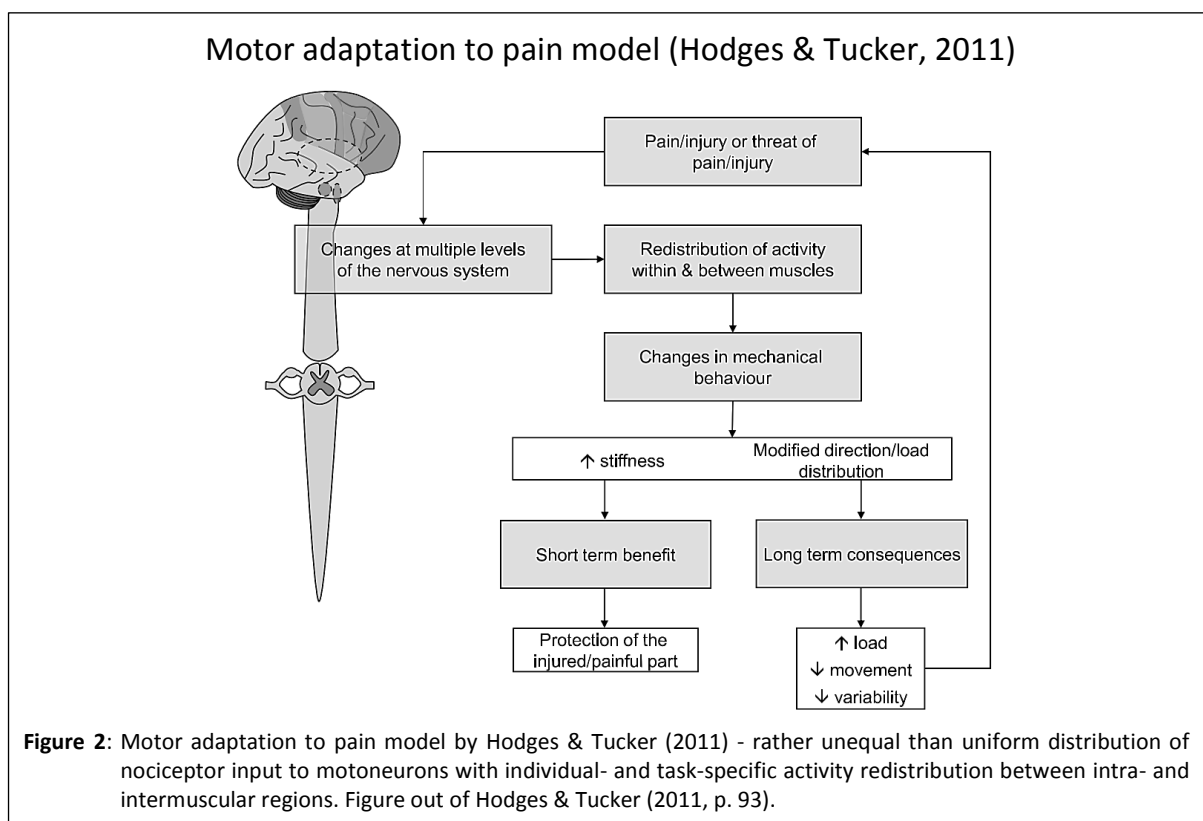 Motor adaptation to pain model (Hodges & Tucker, 2011)
Pain/injury or threat of
pain/injury
Changes at multiple levels
of the nervous system
Redistribution of activity
within & between muscles
Changes in mechanical
behaviour
↑ stiffness
Modified direction/load
distribution
Short term benefit
Long term consequences
Protection of the
injured/painful part
↑ load
↓ movement
↓ variability
Figure 2: Motor adaptation to pain model by Hodges & Tucker (2011) - rather unequal than uniform distribution of
nociceptor input to motoneurons with individual- and task-specific activity redistribution between intra- and
intermuscular regions. Figure out of Hodges & Tucker (2011, p. 93).